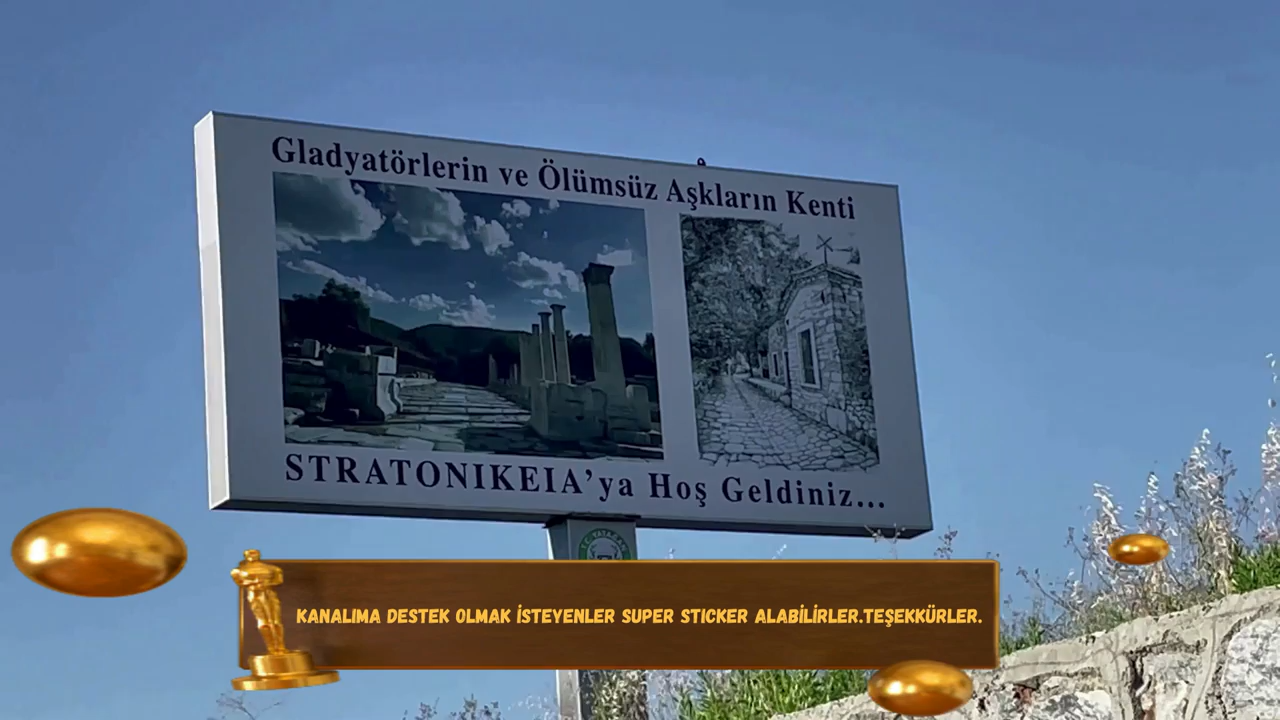 Gladyatörlerin ve Ölümsüz Aşkların Kenti
STRATONIKEIA'ya Hoş Geldiniz...
T.C. YATAĞAN
KANALIMA DESTEK OLMAK İSTEYENLER SUPER STICKER ALABİLİRLER.TEŞEKKÜRLER.